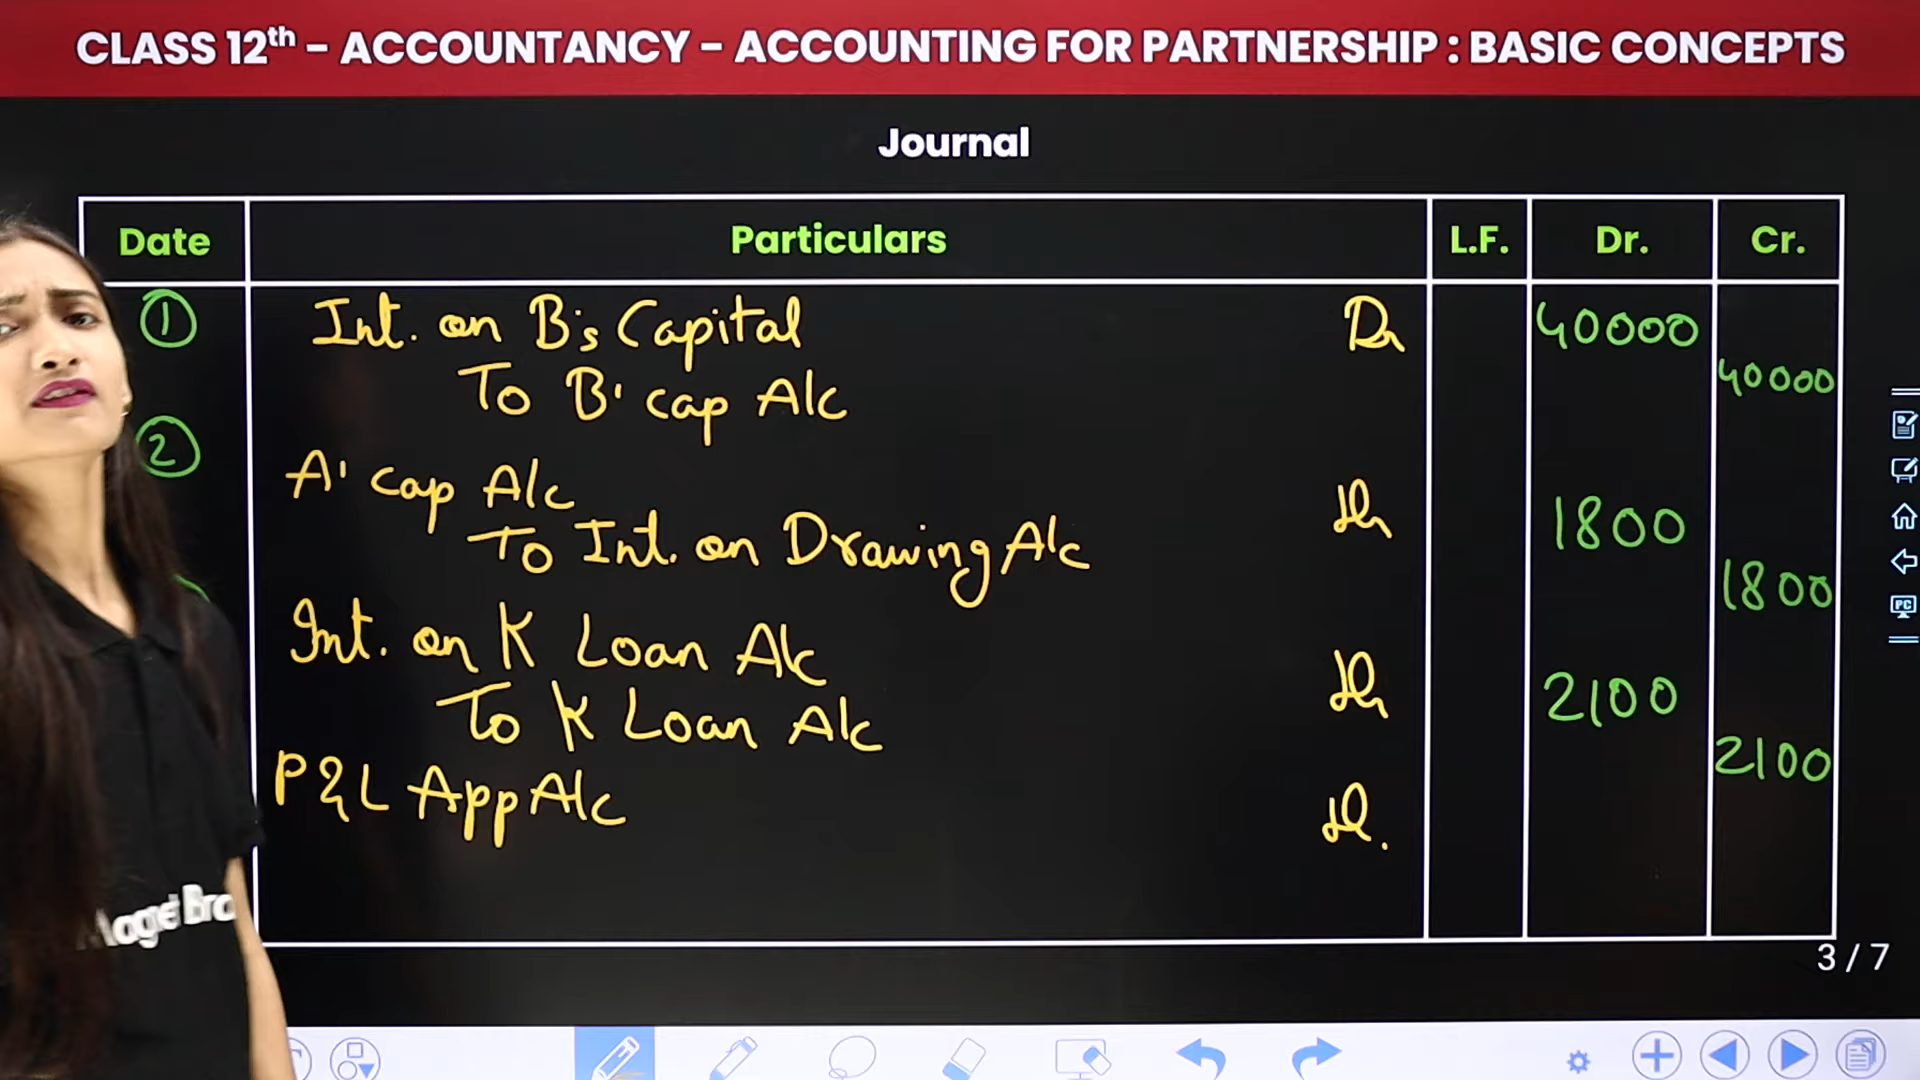 CLASS 12th – ACCOUNTANCY – ACCOUNTING FOR PARTNERSHIP : BASIC CONCEPTS
Journal
Date Particulars L.F. Dr. Cr.
① Int. on B's Capital Dr 40000
To B' cap A/c 40000
②
A' cap A/c Dr 1800
To Int. on Drawing A/c
1800
Int. on K Loan A/c Dr 2100
To K Loan A/c
2100
P & L App A/c Dr.
3 / 7
PC